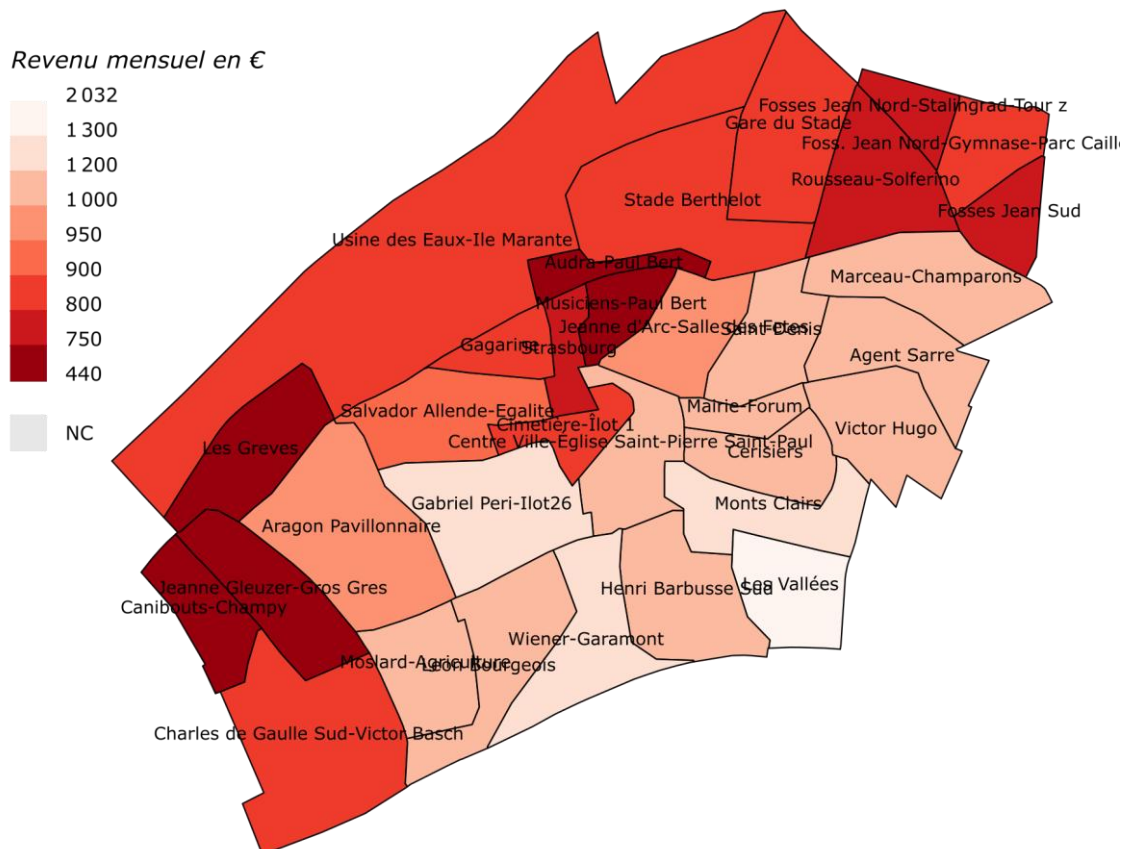 Revenu mensuel en €
2 032
1 300
1 200
1 000
950
900
800
750
440
NC
Fosses Jean Nord-Stalingrad-Tour z
Gare du Stade
Foss. Jean Nord-Gymnase-Parc Caill
Rousseau-Solferino
Stade Berthelot
Fosses Jean Sud
Usine des Eaux-Ile Marante
Audra-Paul Bert
Marceau-Champarons
Musiciens-Paul Bert
Jeanne d'Arc-Salle des Fetes
Saint-Denis
Gagarine
Strasbourg
Agent Sarre
Salvador Allende-Egalite
Mairie-Forum
Cimetière-Îlot 1
Victor Hugo
Centre Ville-Église Saint-Pierre Saint-Paul
Les Greves
Cerisiers
Gabriel Peri-Ilot26
Monts Clairs
Aragon Pavillonnaire
Les Vallées
Jeanne Gleuzer-Gros Gres
Henri Barbusse Sud
Canibouts-Champy
Wiener-Garamont
Moslard-Agriculture
Leon Bourgeois
Charles de Gaulle Sud-Victor Basch